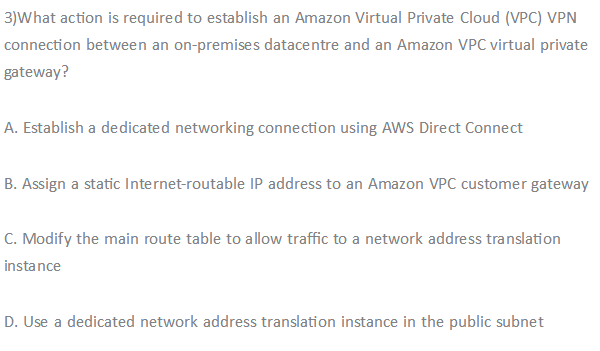 3)What action is required to establish an Amazon Virtual Private Cloud (VPC) VPN
connection between an on-premises datacentre and an Amazon VPC virtual private
gateway?
A. Establish a dedicated networking connection using AWS Direct Connect
B. Assign a static Internet-routable IP address to an Amazon VPC customer gateway
C. Modify the main route table to allow traffic to a network address translation
instance
D. Use a dedicated network address translation instance in the public subnet